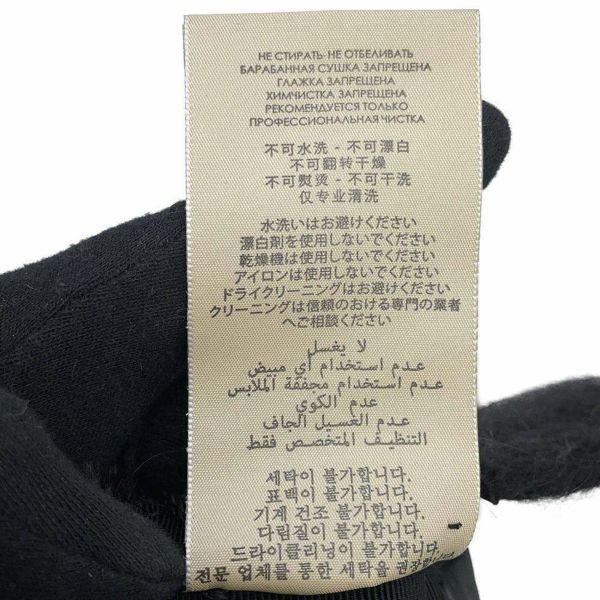 НЕ СТИРАТЬ- НЕ ОТБЕЛИВАТЬ
БАРАБАННАЯ СУШКА ЗАПРЕЩЕНА
ГЛАЖКА ЗАПРЕЩЕНА
ХИМЧИСТКА ЗАПРЕЩЕНА
РЕКОМЕНДУЕТСЯ ТОЛЬКО
ПРОФЕССИОНАЛЬНАЯ ЧИСТКА
不可水洗 - 不可漂白
不可翻转干燥
不可熨烫 - 不可干洗
仅专业清洗
水洗いはお避けください
漂白剤を使用しないでください
乾燥機は使用しないでください
アイロンは使用しないでください
ドライクリーニングはお避けください
クリーニングは信頼のおける専門の業者
へご相談ください
لا يغسل
عدم استخدام أي مبيض
عدم استخدام مجففة الملابس
عدم الكوي
عدم الغسيل الجاف
التنظيف المتخصص فقط
세탁이 불가합니다.
표백이 불가합니다.
기계 건조 불가합니다.
다림질이 불가합니다.
드라이클리닝이 불가합니다.
전문 업체를 통한 세탁을 권장합니다.